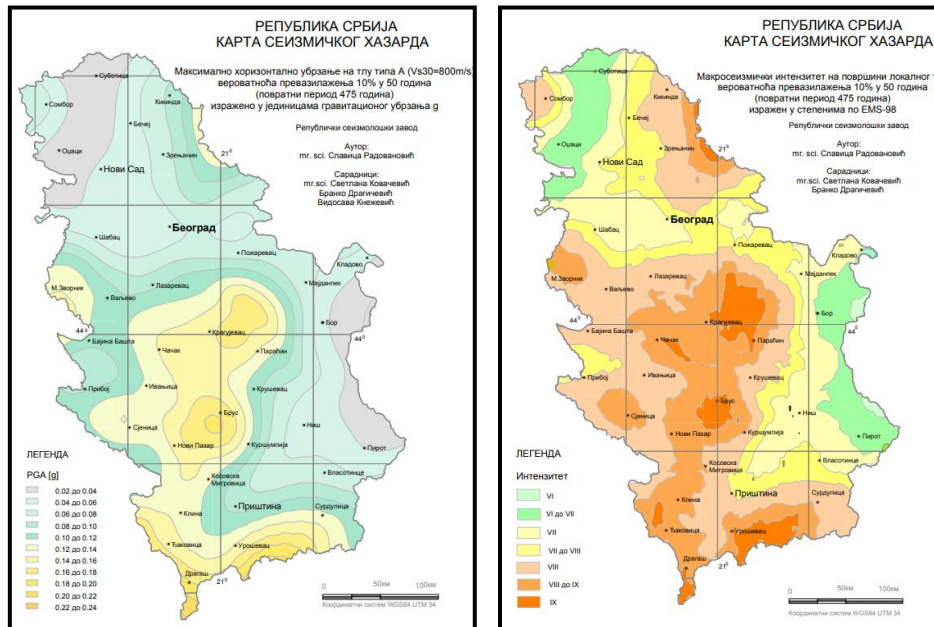 РЕПУБЛИКА СРБИЈА
КАРТА СЕИЗМИЧКОГ ХАЗАРДА
Максимално хоризонтално убрзање на тлу типа А (Vs30=800m/s)
вероватноћа превазилажења 10% у 50 година
(повратни период 475 година)
изражено у јединицама гравитационог убрзања g
Републички сеизмолошки завод
Аутор:
mr. sci. Славица Радовановић
Сарадници:
mr.sci. Светлана Ковачевић
Бранко Драгичевић
Видосава Кнежевић
Суботица
Сомбор
Кикинда
Бечеј
Оџаци
Зрењанин
21⁰
Нови Сад
Београд
Шабац
Пожаревац
Кладово
М.Зворник
Лазаревац
Мајданпек
Ваљево
44⁰
Крагујевац
Бор
44⁰
Бајина Башта
Чачак
Параћин
Прибој
Ивањица
Крушевац
Брус
Сјеница
Ниш
Нови Пазар
Куршумлија
Пирот
Косовска
Митровица
Власотинце
Клина
Приштина
Сурдулица
Ђаковица
Урошевац
Драгаш
21⁰
ЛЕГЕНДА
PGA [g]
0.02 до 0.04
0.04 до 0.06
0.06 до 0.08
0.08 до 0.10
0.10 до 0.12
0.12 до 0.14
0.14 до 0.16
0.16 до 0.18
0.18 до 0.20
0.20 до 0.22
0.22 до 0.24
0 50км 100км
Координатни систем WGS84 UTM 34
РЕПУБЛИКА СРБИЈА
КАРТА СЕИЗМИЧКОГ ХАЗАРДА
Макросеизмички интензитет на површини локалног
вероватноћа превазилажења 10% у 50 година
(повратни период 475 година)
изражен у степенима по EMS-98
Републички сеизмолошки завод
Аутор:
mr. sci. Славица Радовановић
Сарадници:
mr.sci. Светлана Ковачевић
Бранко Драгичевић
Суботица
Сомбор
Кикинда
Бечеј
Оџаци
Зрењанин
21⁰
Нови Сад
Београд
Шабац
Пожаревац
Кладово
М.Зворник
Лазаревац
Мајданпек
Ваљево
44⁰
Крагујевац
Бор
44⁰
Бајина Башта
Чачак
Параћин
Прибој
Ивањица
Крушевац
Брус
Сјеница
Ниш
Нови Пазар
Куршумлија
Пирот
Косовска
Митровица
Власотинце
Клина
Приштина
Сурдулица
Ђаковица
Урошевац
Драгаш
21⁰
ЛЕГЕНДА
Интензитет
VI
VI до VII
VII
VII до VIII
VIII
VIII до IX
IX
0 50км 100км
Координатни систем WGS84 UTM 34